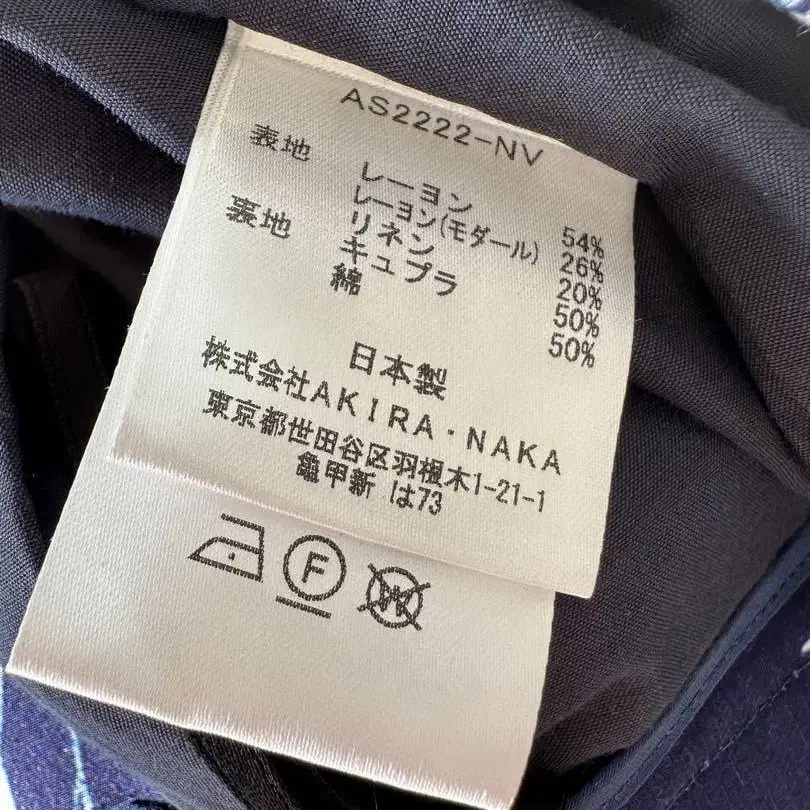 AS2222-NV
表地 レーヨン 54%
レーヨン(モダール) 26%
リネン 20%
裏地 キュプラ 50%
綿 50%
日本製
株式会社AKIRA・NAKA
東京都世田谷区羽根木1-21-1
亀甲新 は73
F
W